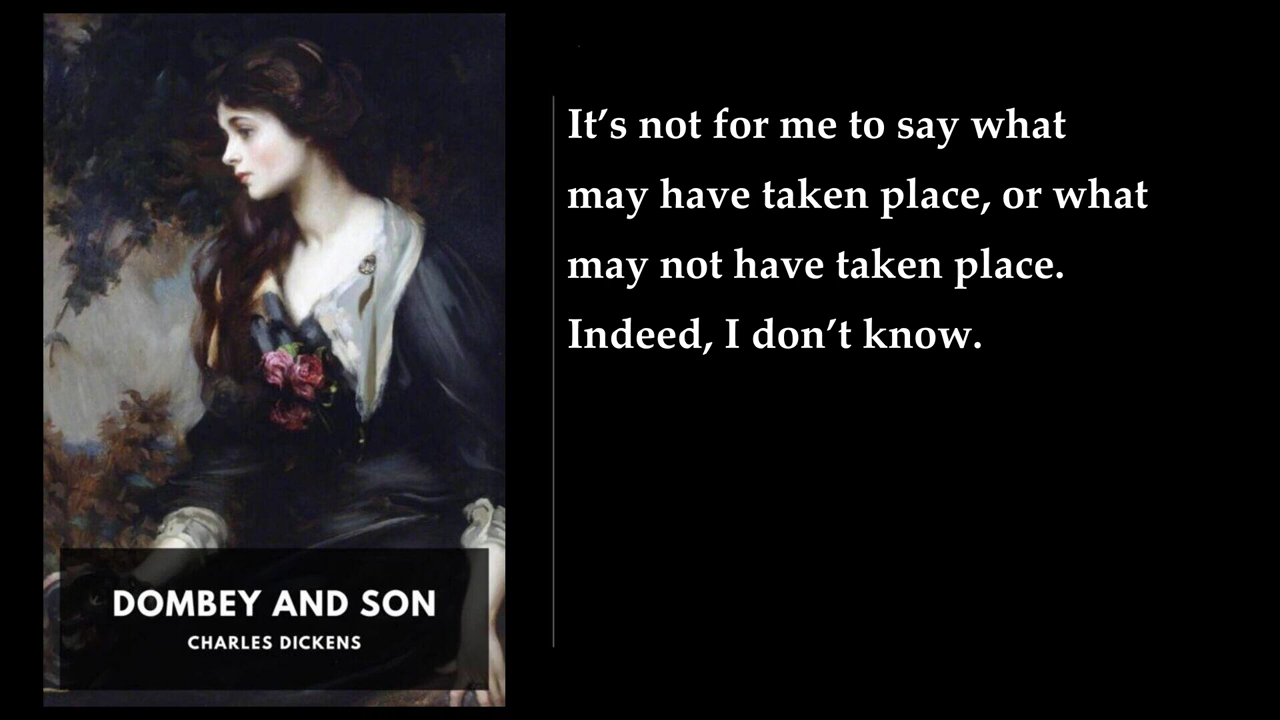 It’s not for me to say what
may have taken place, or what
may not have taken place.
Indeed, I don’t know.
DOMBEY AND SON
CHARLES DICKENS